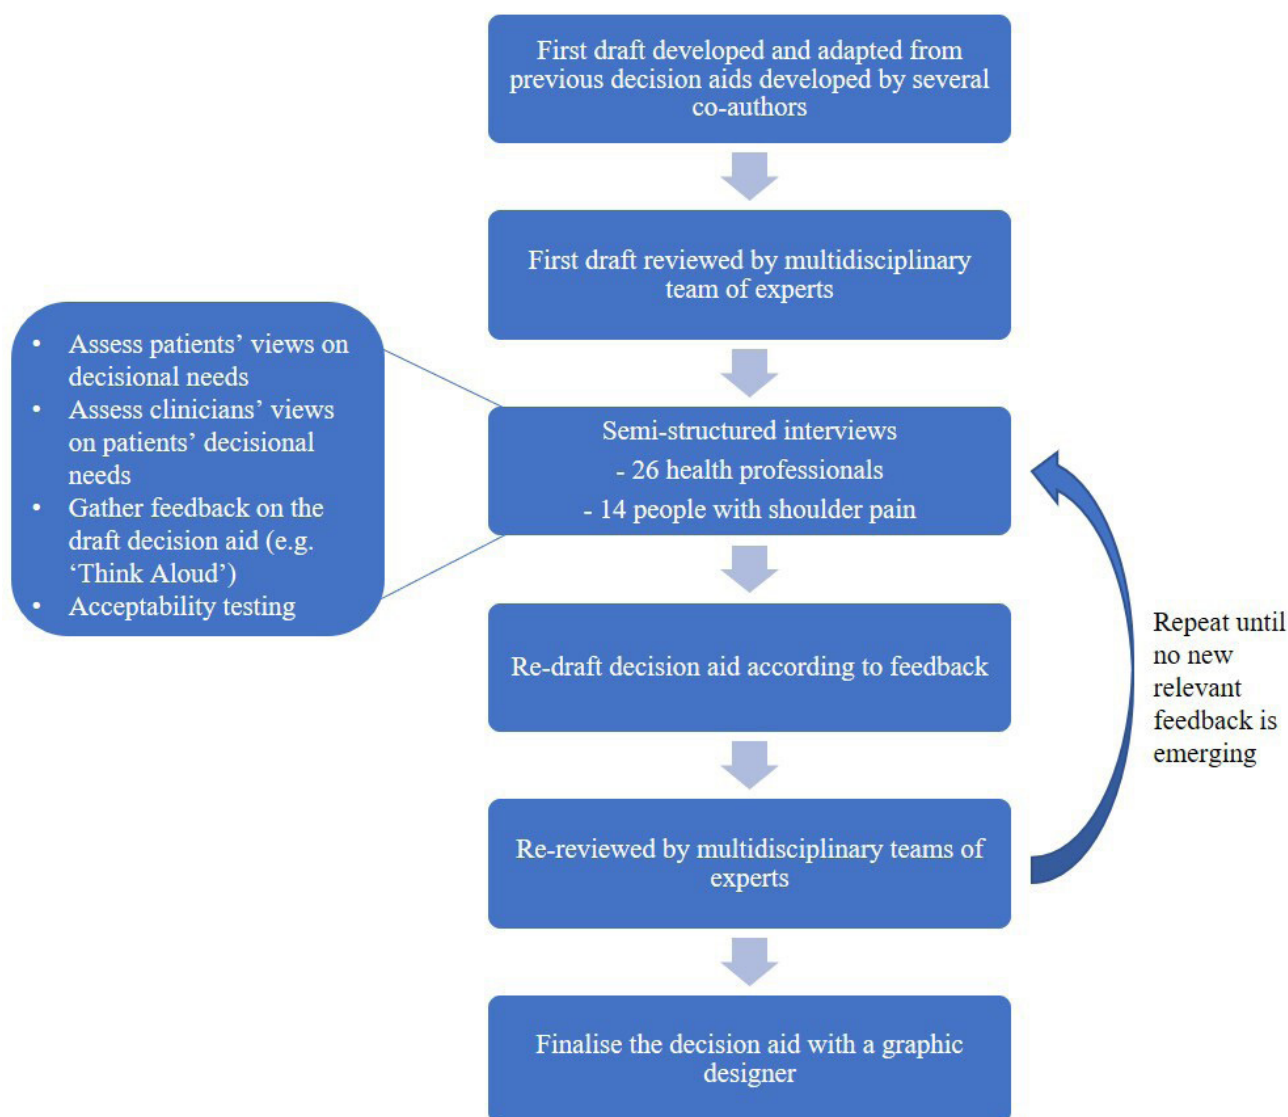 First draft developed and adapted from
previous decision aids developed by several
co-authors
First draft reviewed by multidisciplinary
team of experts
• Assess patients’ views on
decisional needs
• Assess clinicians’ views
on patients’ decisional
needs
• Gather feedback on the
draft decision aid (e.g.
‘Think Aloud’)
• Acceptability testing
Semi-structured interviews
- 26 health professionals
- 14 people with shoulder pain
Re-draft decision aid according to feedback
Repeat until
no new
relevant
feedback is
emerging
Re-reviewed by multidisciplinary teams of
experts
Finalise the decision aid with a graphic
designer